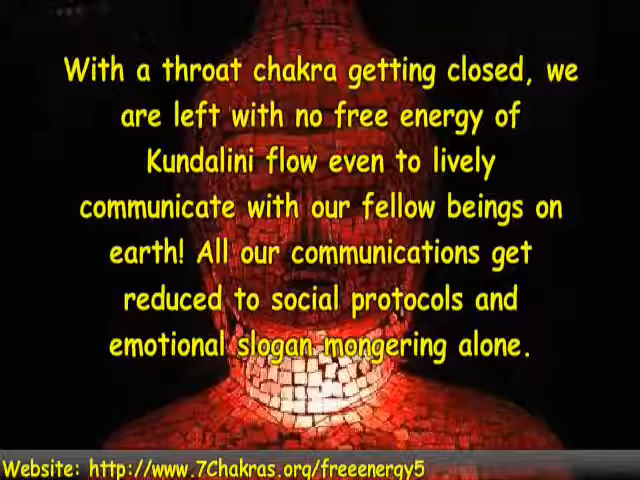 With a throat chakra getting closed, we
are left with no free energy of
Kundalini flow even to lively
communicate with our fellow beings on
earth! All our communications get
reduced to social protocols and
emotional slogan mongering alone.
Website: http://www.7Chakras.org/freeenergy5